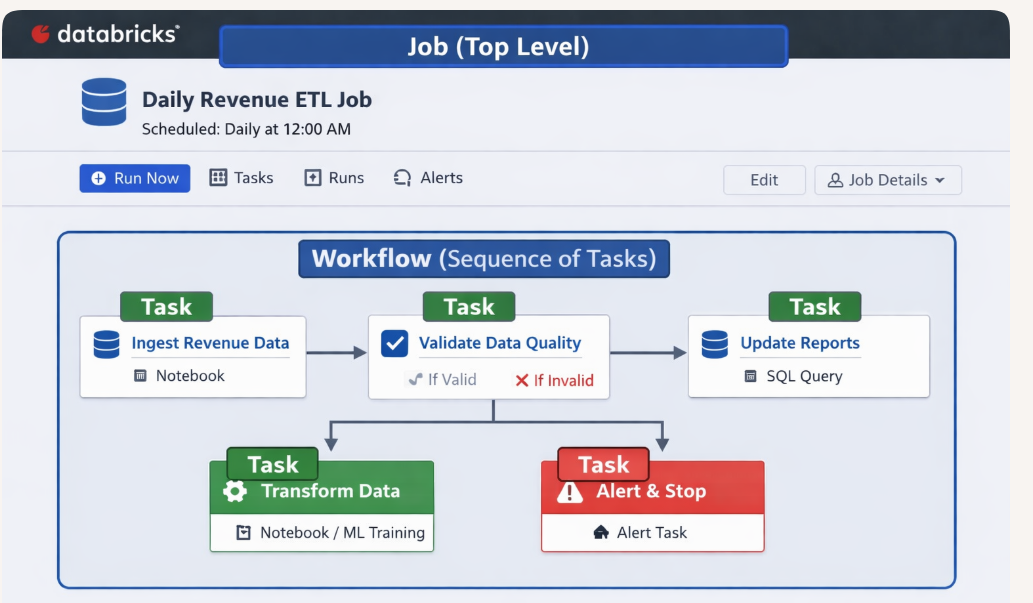 databricks®
Job (Top Level)
Daily Revenue ETL Job
Scheduled: Daily at 12:00 AM
Run Now
Tasks
Runs
Alerts
Edit
Job Details
Workflow (Sequence of Tasks)
Task
Ingest Revenue Data
Notebook
Task
Validate Data Quality
If Valid
If Invalid
Task
Update Reports
SQL Query
Task
Transform Data
Notebook / ML Training
Task
Alert & Stop
Alert Task